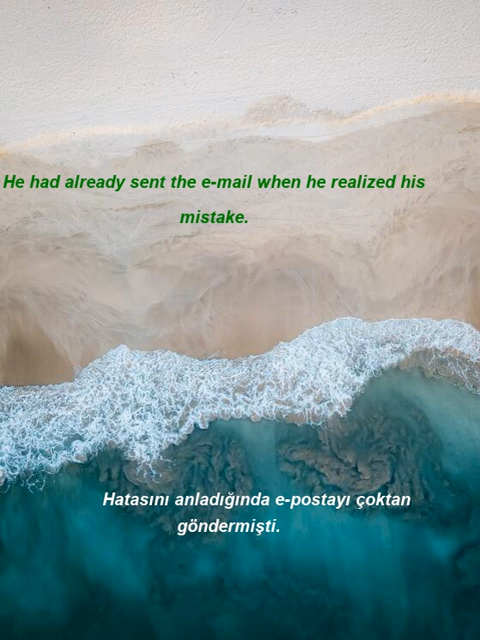 He had already sent the e-mail when he realized his
mistake.
Hatasını anladığında e-postayı çoktan
göndermişti.